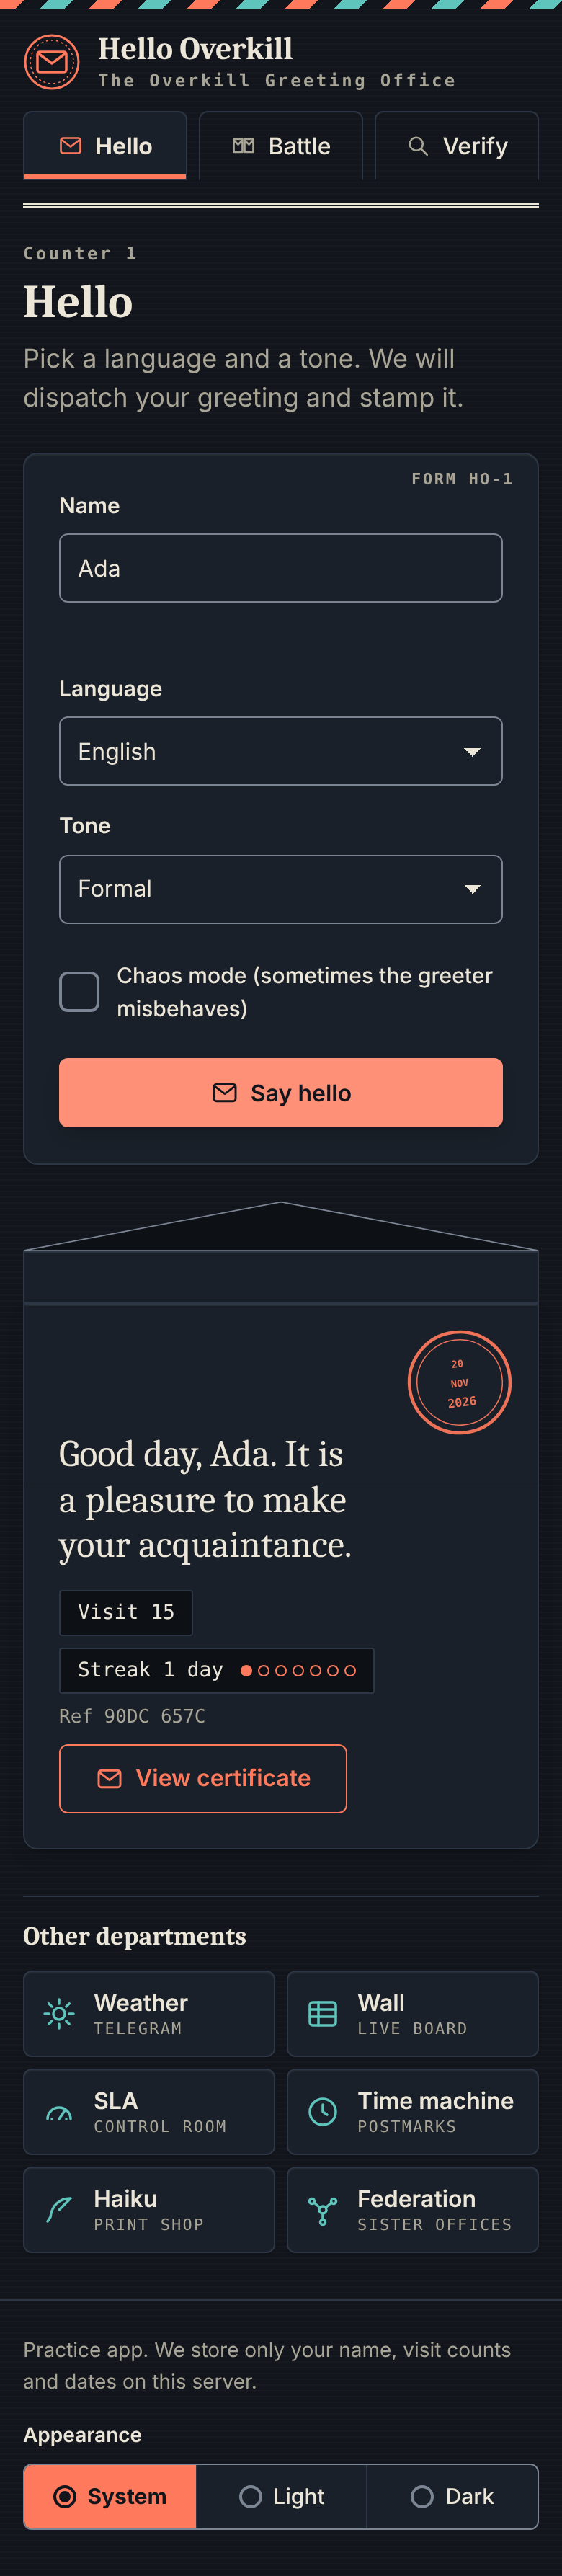 Hello Overkill
The Overkill Greeting Office
Hello
Battle
Verify
Counter 1
Hello
Pick a language and a tone. We will
dispatch your greeting and stamp it.
FORM HO-1
Name
Ada
Language
English
Tone
Formal
Chaos mode (sometimes the greeter
misbehaves)
Say hello
20
NOV
2026
Good day, Ada. It is
a pleasure to make
your acquaintance.
Visit 15
Streak 1 day
Ref 90DC 657C
View certificate
Other departments
Weather
TELEGRAM
Wall
LIVE BOARD
SLA
CONTROL ROOM
Time machine
POSTMARKS
Haiku
PRINT SHOP
Federation
SISTER OFFICES
Practice app. We store only your name, visit counts
and dates on this server.
Appearance
System
Light
Dark